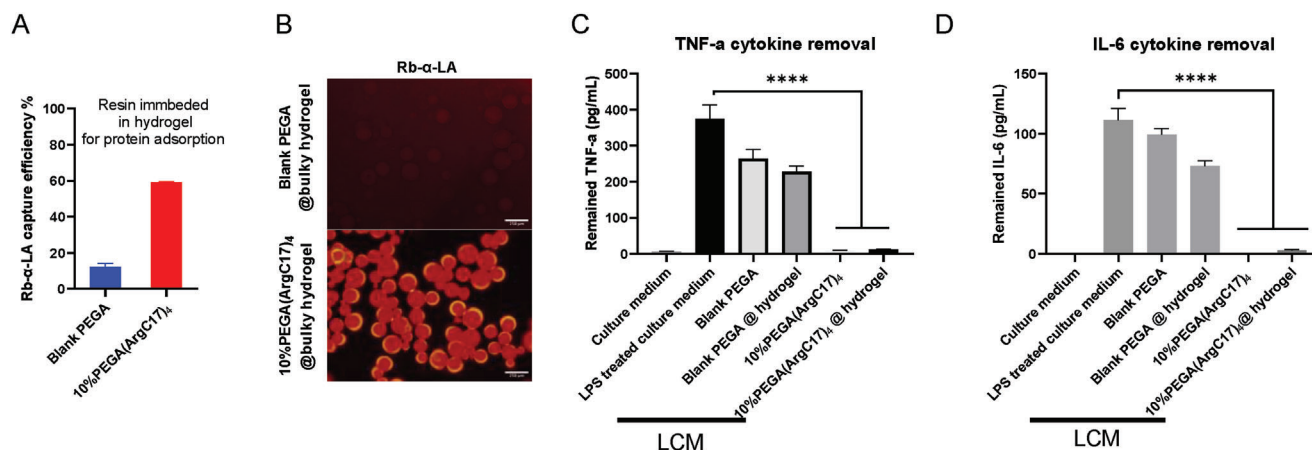 A
Rb-α-LA capture efficiency %
100
80
60
40
20
0
Resin immbeded
in hydrogel
for protein adsorption
Blank PEGA
10%PEGA(ArgC17)₄
B
Rb-α-LA
Blank PEGA
@bulky hydrogel
10%PEGA(ArgC17)₄
@bulky hydrogel
C
TNF-a cytokine removal
Remained TNF-a (pg/mL)
500
400
300
200
100
0
****
Culture medium
LPS treated culture medium
Blank PEGA
Blank PEGA @ hydrogel
10%PEGA(ArgC17)₄
10%PEGA(ArgC17)₄@ hydrogel
LCM
D
IL-6 cytokine removal
Remained IL-6 (pg/mL)
150
100
50
0
****
Culture medium
LPS treated culture medium
Blank PEGA
Blank PEGA @ hydrogel
10%PEGA(ArgC17)₄
10%PEGA(ArgC17)₄@ hydrogel
LCM